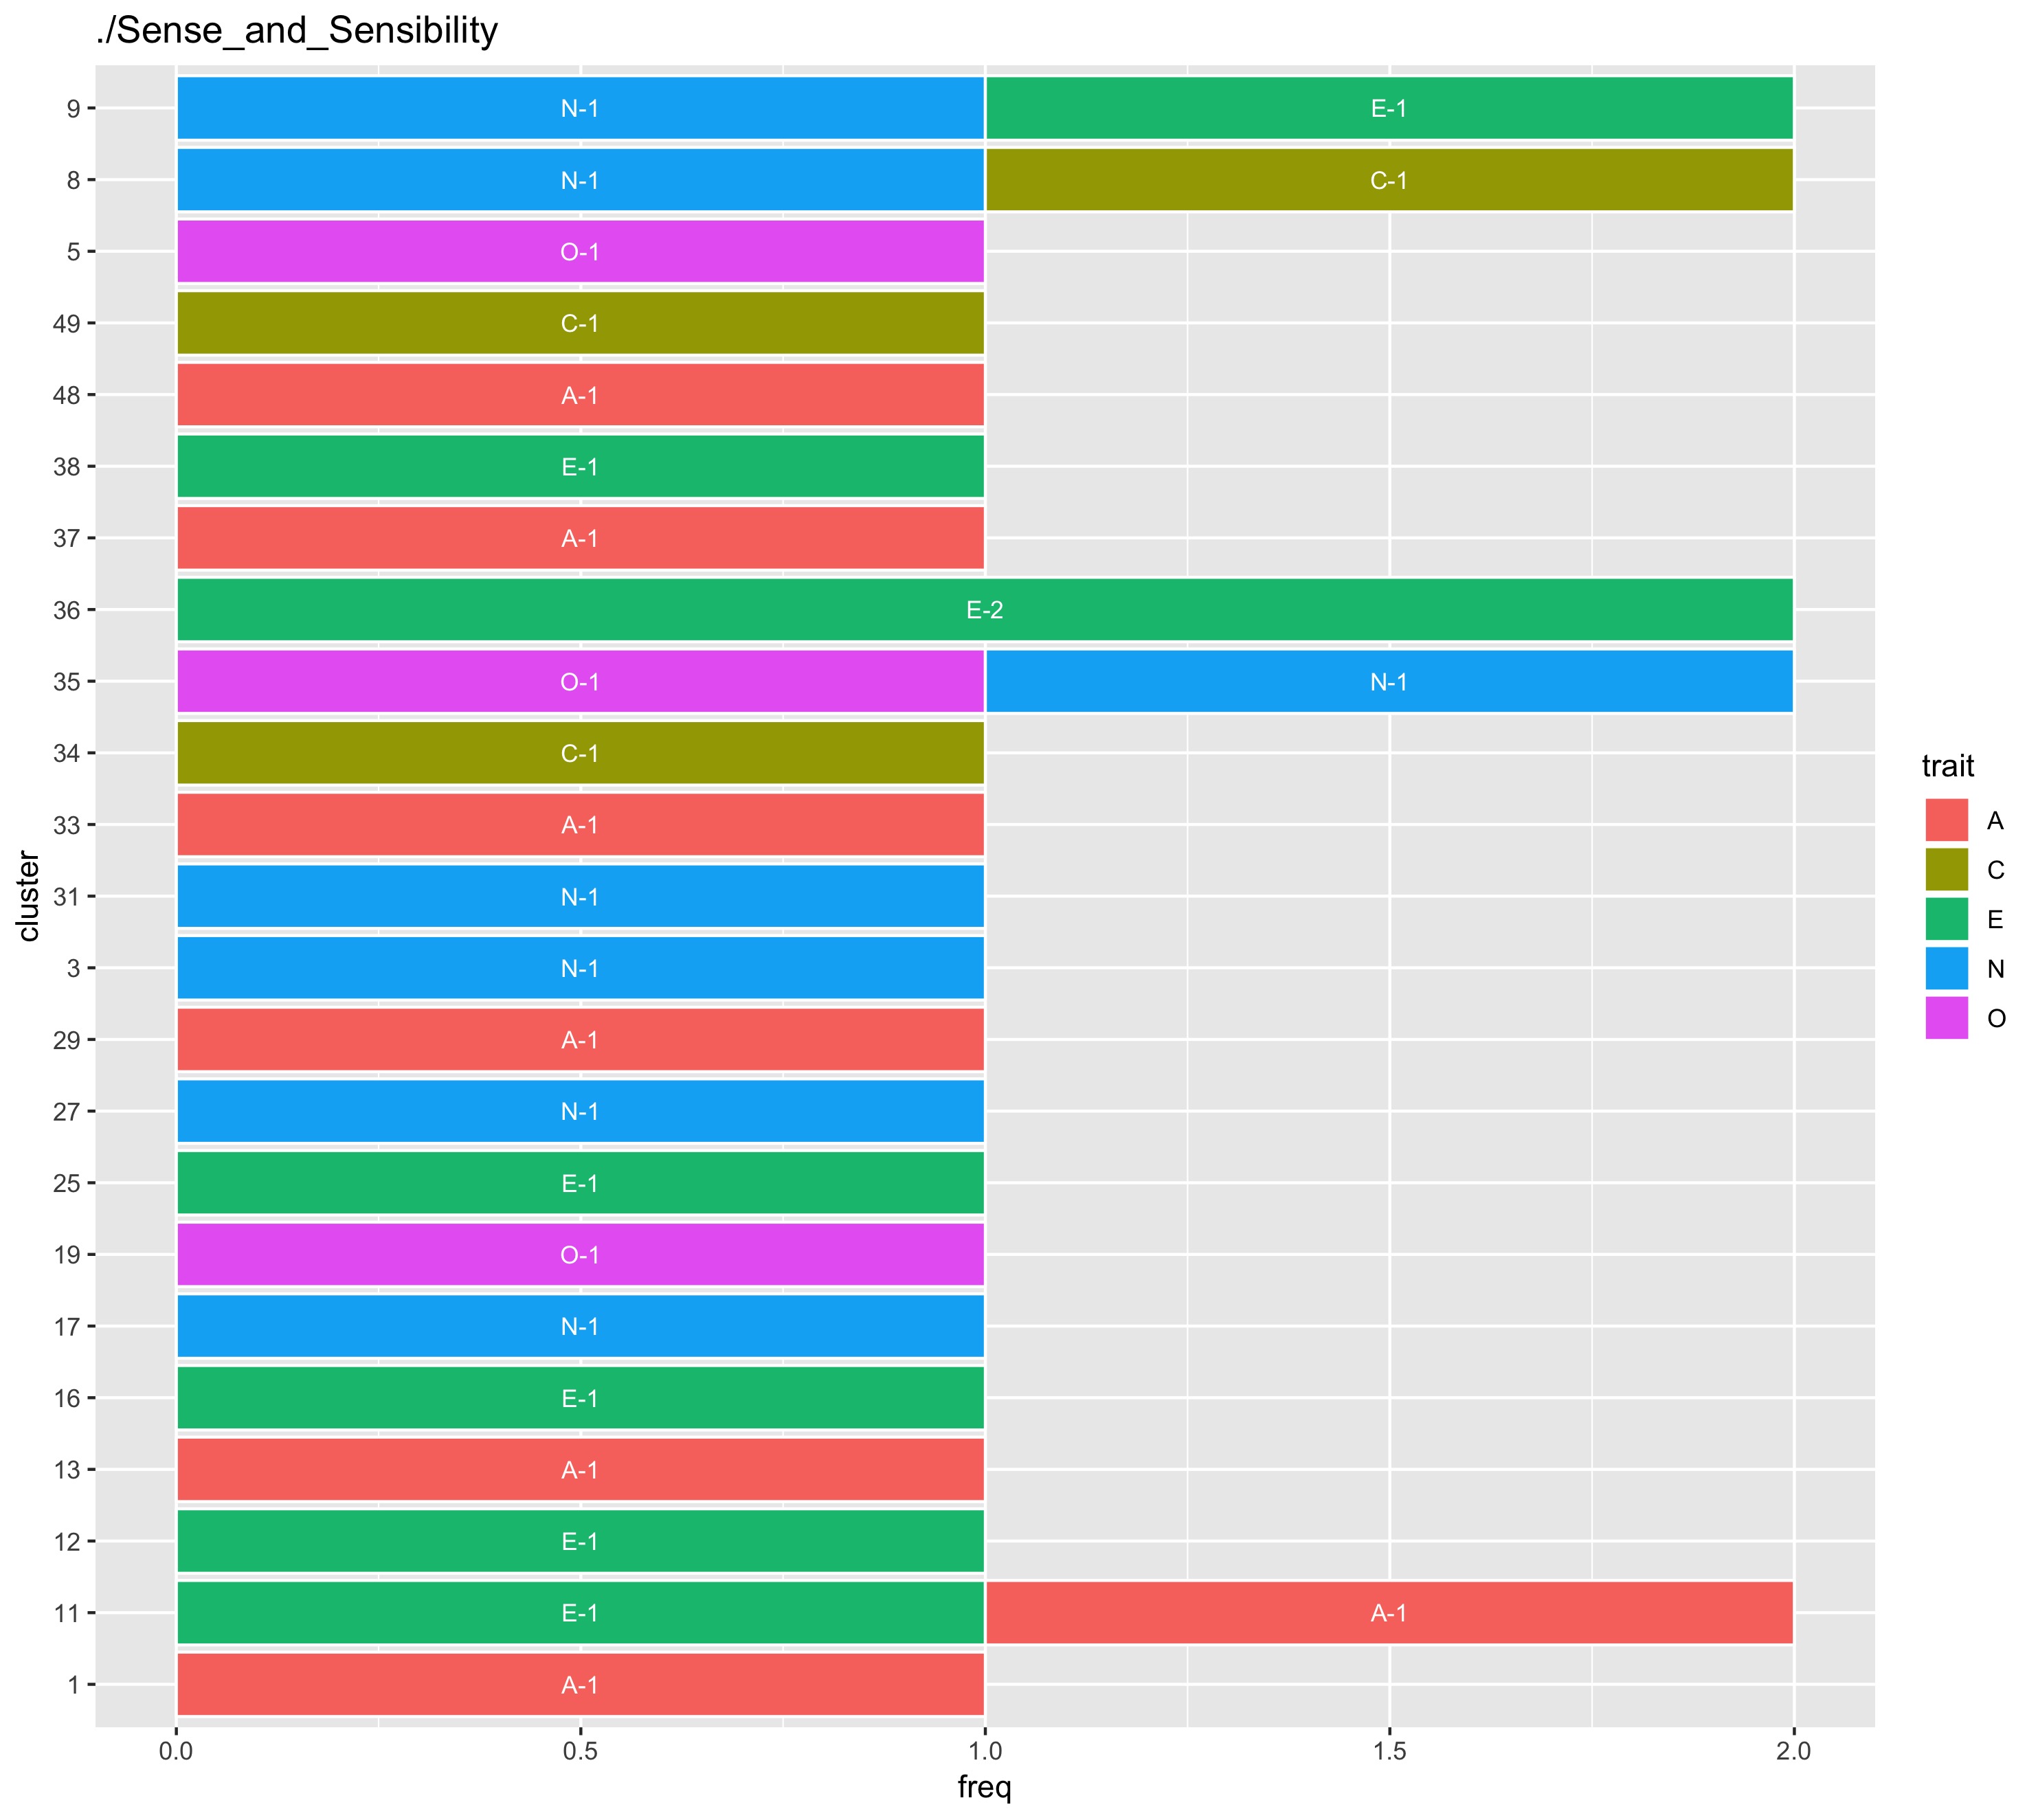 ./Sense_and_Sensibility
9 N-1 E-1
8 N-1 C-1
5 O-1
49 C-1
48 A-1
38 E-1
37 A-1
36 E-2
35 O-1 N-1
34 C-1
33 A-1
31 N-1
3 N-1
29 A-1
27 N-1
25 E-1
19 O-1
17 N-1
16 E-1
13 A-1
12 E-1
11 E-1 A-1
1 A-1
0.0 0.5 1.0 1.5 2.0
freq
cluster
trait
A
C
E
N
O